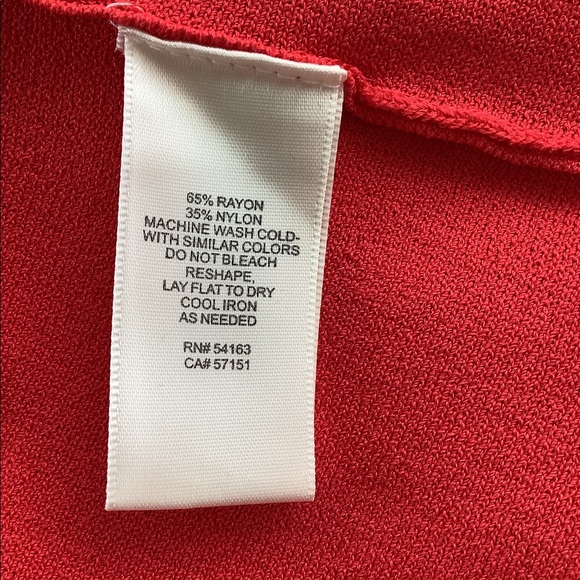 65% RAYON
35% NYLON
MACHINE WASH COLD-
WITH SIMILAR COLORS
DO NOT BLEACH
RESHAPE,
LAY FLAT TO DRY
COOL IRON
AS NEEDED
RN# 54163
CA# 57151